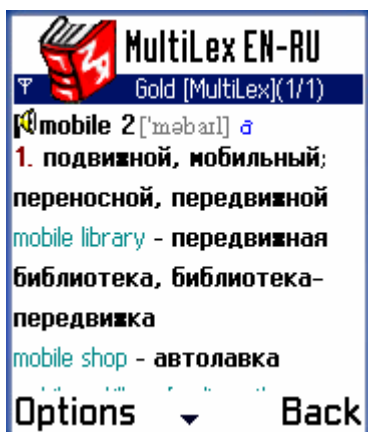 MultiLex EN-RU
Gold [MultiLex](1/1)
mobile 2 ['məbaɪl] a
1. подвижной, мобильный;
переносной, передвижной
mobile library - передвижная
библиотека, библиотека-
передвижка
mobile shop - автолавка
Options Back